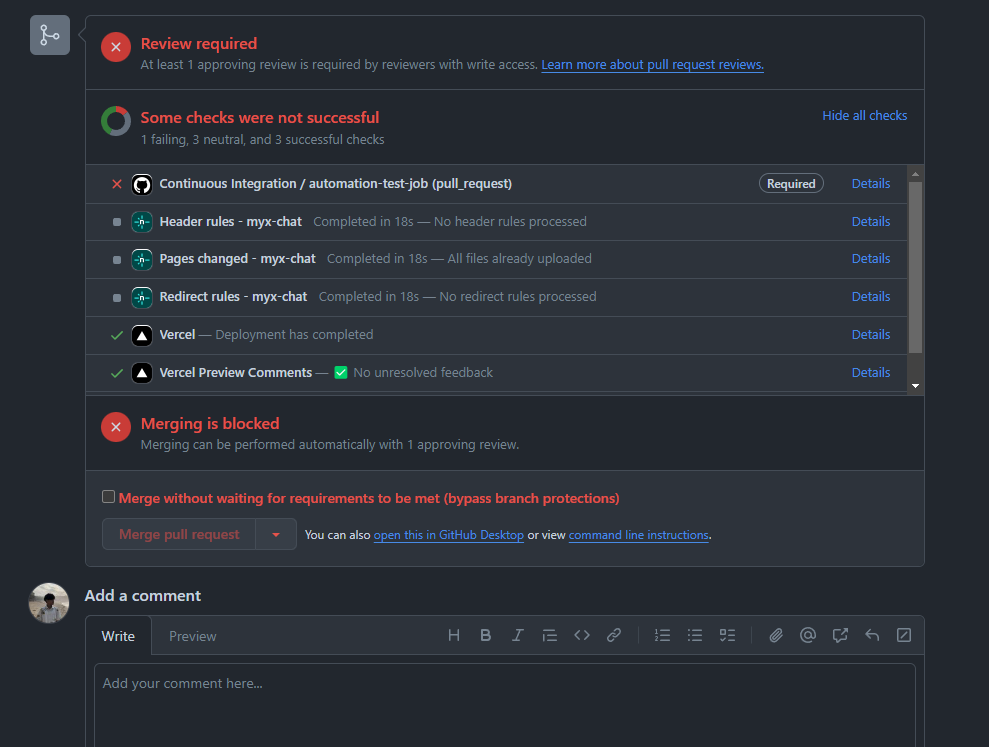 Review required
At least 1 approving review is required by reviewers with write access. Learn more about pull request reviews.
Some checks were not successful
Hide all checks
1 failing, 3 neutral, and 3 successful checks
Continuous Integration / automation-test-job (pull_request) Required Details
Header rules - myx-chat Completed in 18s — No header rules processed Details
Pages changed - myx-chat Completed in 18s — All files already uploaded Details
Redirect rules - myx-chat Completed in 18s — No redirect rules processed Details
Vercel — Deployment has completed Details
Vercel Preview Comments — ✅ No unresolved feedback Details
Merging is blocked
Merging can be performed automatically with 1 approving review.
Merge without waiting for requirements to be met (bypass branch protections)
Merge pull request You can also open this in GitHub Desktop or view command line instructions.
Add a comment
Write Preview
Add your comment here...